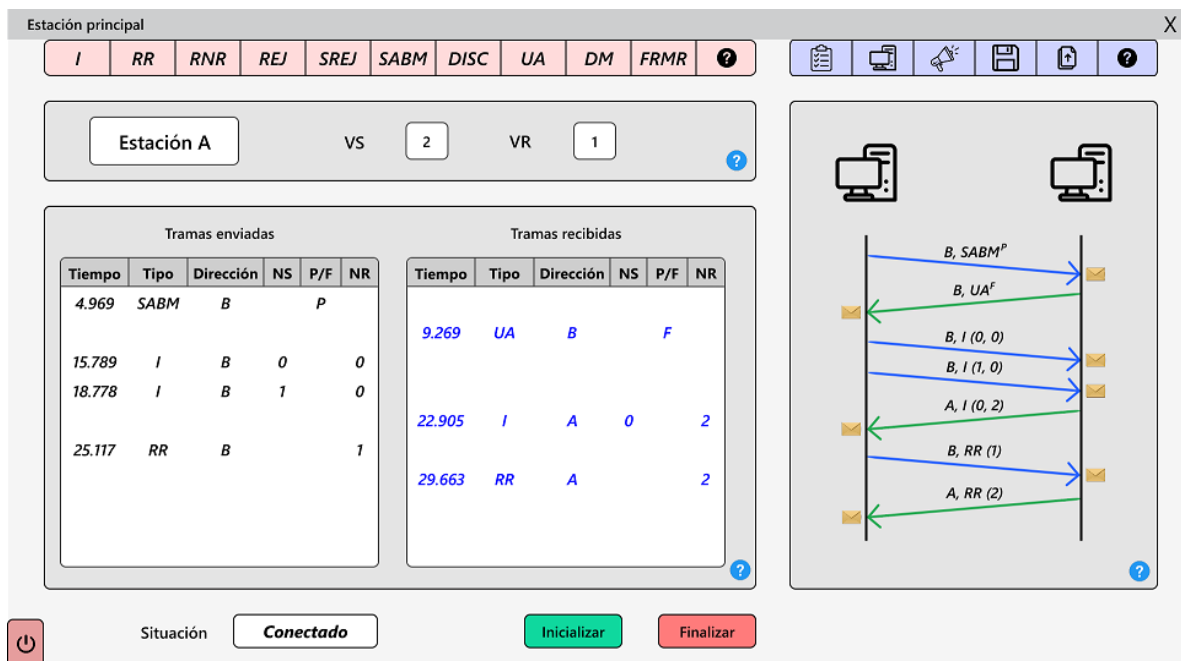 Estación principal X
I RR RNR REJ SREJ SABM DISC UA DM FRMR ? ?
Estación A VS 2 VR 1 ?
Tramas enviadas Tramas recibidas
Tiempo Tipo Dirección NS P/F NR Tiempo Tipo Dirección NS P/F NR
4.969 SABM B P
9.269 UA B F
15.789 I B 0 0
18.778 I B 1 0
22.905 I A 0 2
25.117 RR B 1
29.663 RR A 2
?
B, SABMᴾ
B, UAᶠ
B, I (0, 0)
B, I (1, 0)
A, I (0, 2)
B, RR (1)
A, RR (2)
?
Situación Conectado Inicializar Finalizar